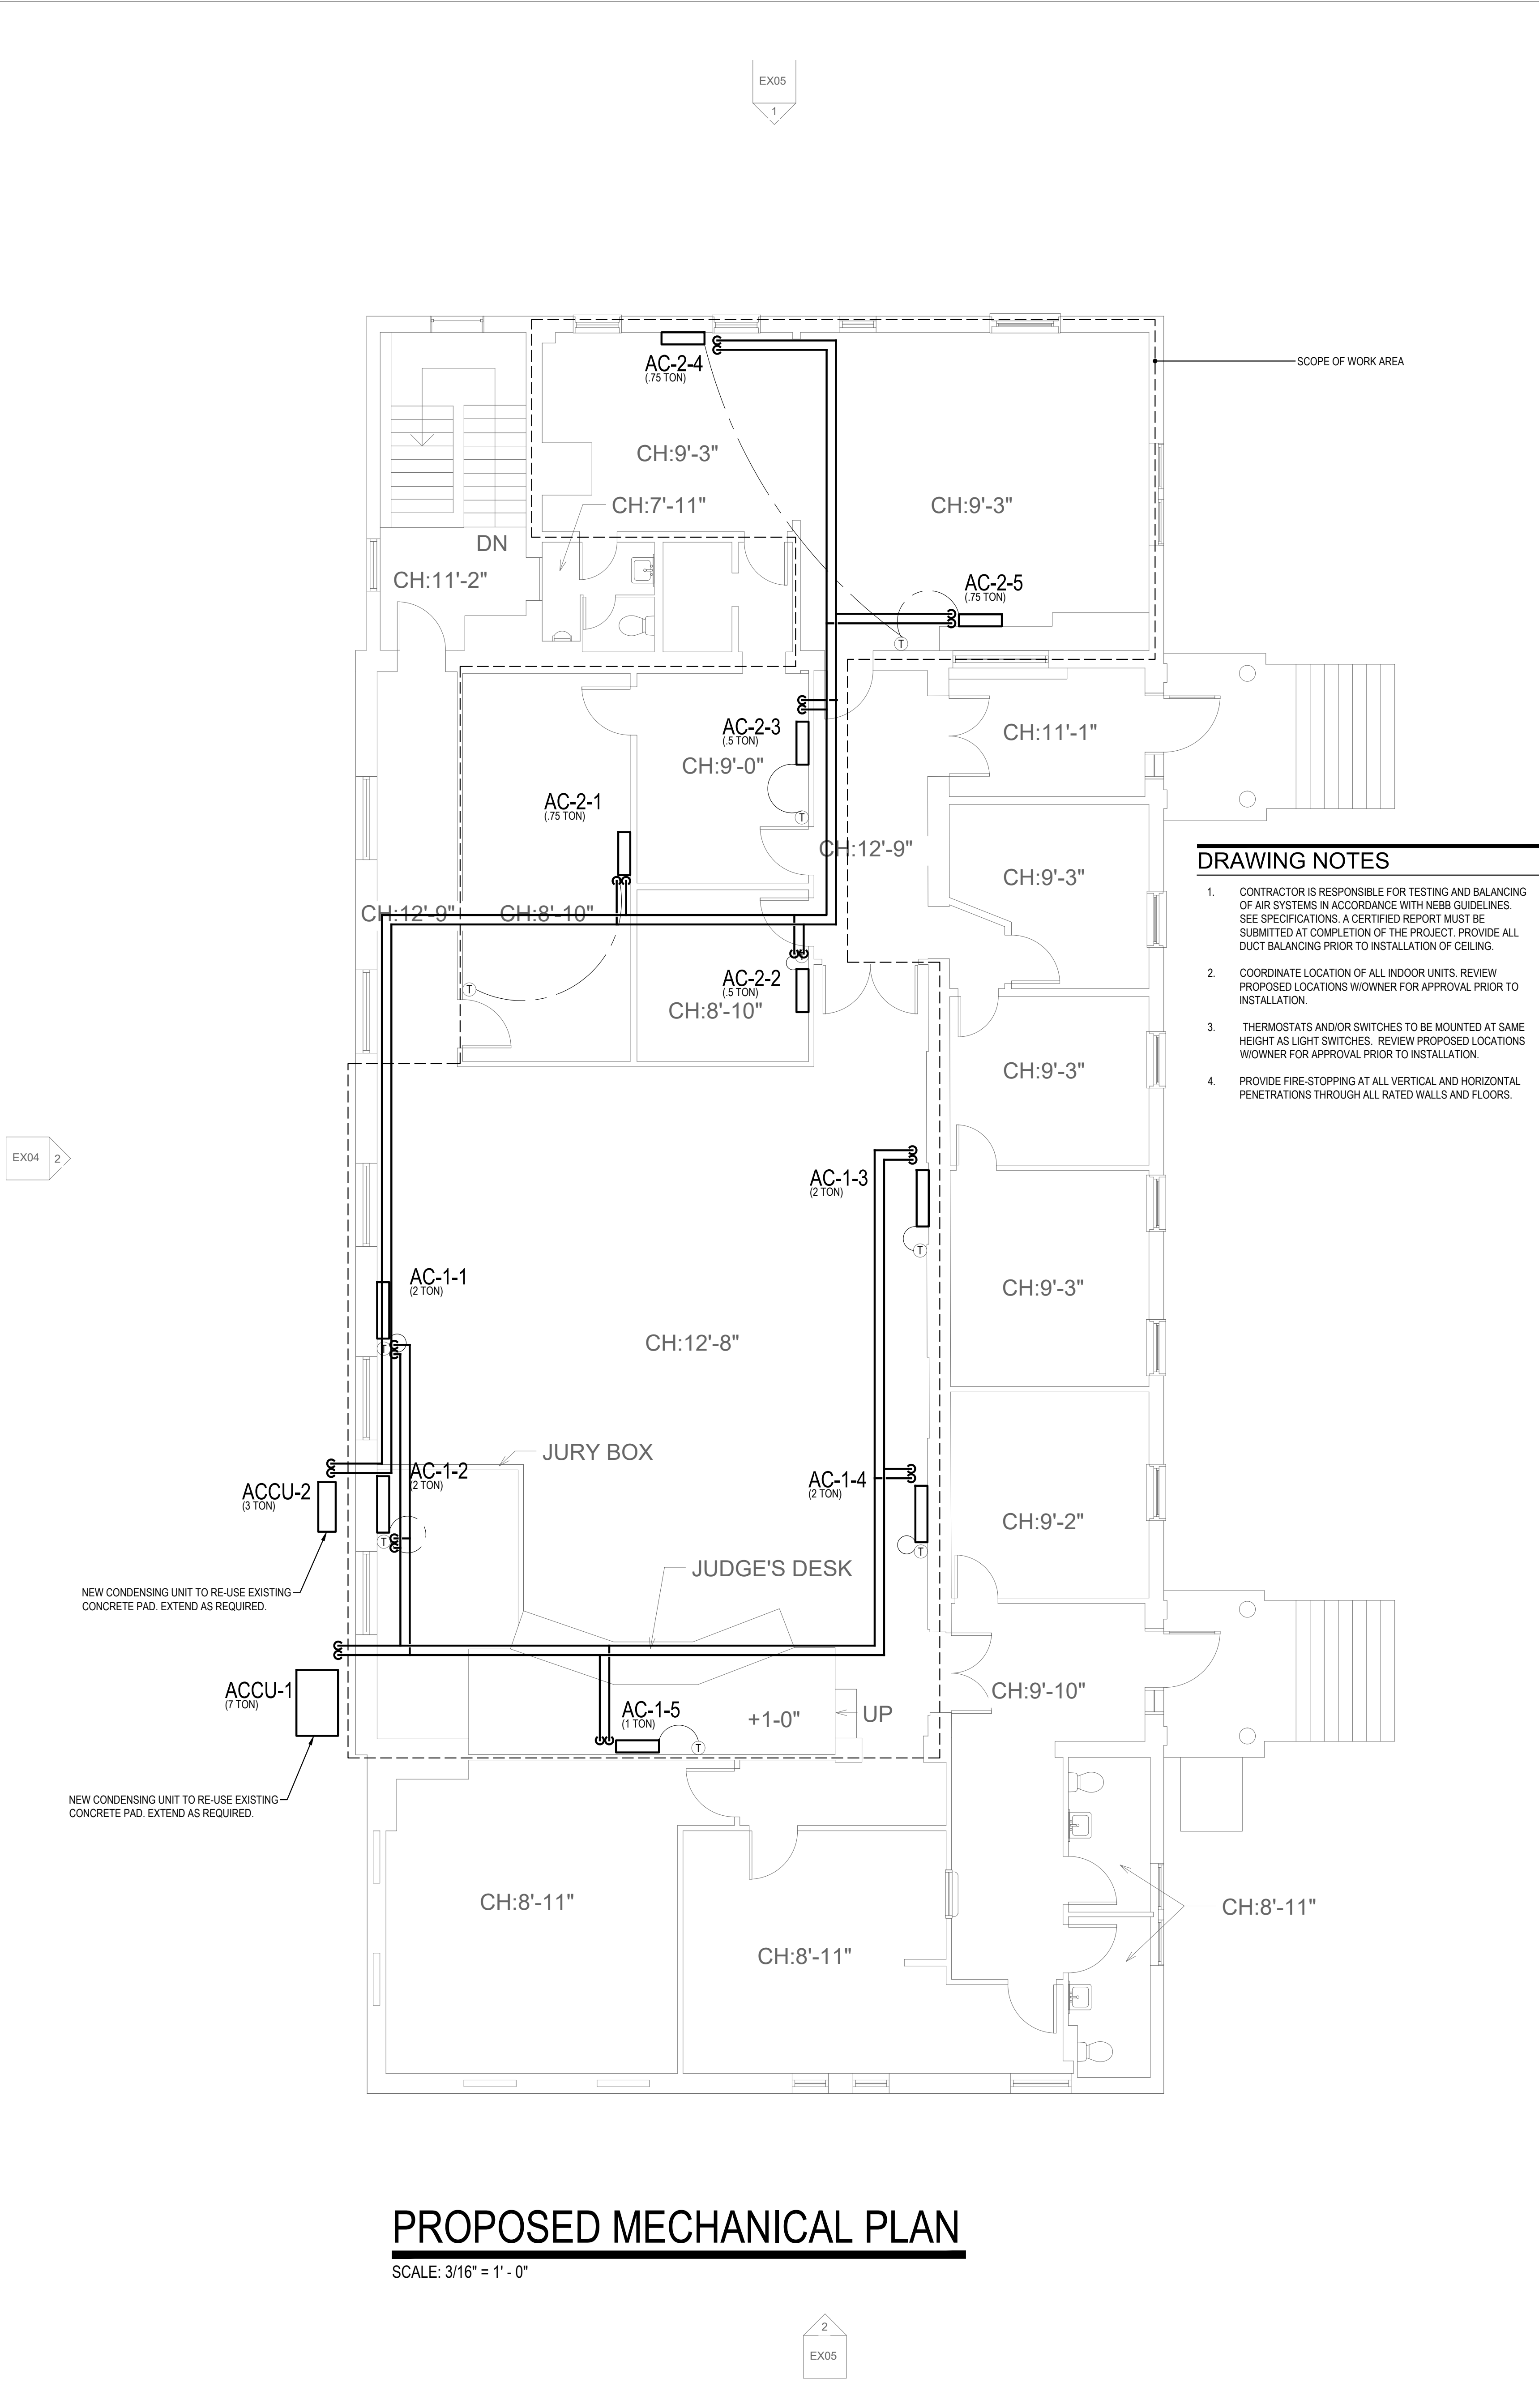 EX05
1
AC-2-4
(.75 TON)
SCOPE OF WORK AREA
CH:9'-3"
CH:7'-11"
CH:9'-3"
DN
CH:11'-2"
AC-2-5
(.75 TON)
T
AC-2-3
(.5 TON)
CH:9'-0"
CH:11'-1"
T
AC-2-1
(.75 TON)
CH:12'-9"
CH:9'-3"
DRAWING NOTES
1. CONTRACTOR IS RESPONSIBLE FOR TESTING AND BALANCING
OF AIR SYSTEMS IN ACCORDANCE WITH NEBB GUIDELINES.
SEE SPECIFICATIONS. A CERTIFIED REPORT MUST BE
SUBMITTED AT COMPLETION OF THE PROJECT. PROVIDE ALL
DUCT BALANCING PRIOR TO INSTALLATION OF CEILING.
2. COORDINATE LOCATION OF ALL INDOOR UNITS. REVIEW
PROPOSED LOCATIONS W/OWNER FOR APPROVAL PRIOR TO
INSTALLATION.
3. THERMOSTATS AND/OR SWITCHES TO BE MOUNTED AT SAME
HEIGHT AS LIGHT SWITCHES. REVIEW PROPOSED LOCATIONS
W/OWNER FOR APPROVAL PRIOR TO INSTALLATION.
4. PROVIDE FIRE-STOPPING AT ALL VERTICAL AND HORIZONTAL
PENETRATIONS THROUGH ALL RATED WALLS AND FLOORS.
CH:12'-9"
CH:8'-10"
T
AC-2-2
(.5 TON)
CH:8'-10"
T
CH:9'-3"
EX04
2
AC-1-3
(2 TON)
T
AC-1-1
(2 TON)
T
CH:9'-3"
CH:12'-8"
JURY BOX
AC-1-2
(2 TON)
T
AC-1-4
(2 TON)
T
ACCU-2
(3 TON)
CH:9'-2"
JUDGE'S DESK
NEW CONDENSING UNIT TO RE-USE EXISTING
CONCRETE PAD. EXTEND AS REQUIRED.
ACCU-1
(7 TON)
AC-1-5
(1 TON)
T
+1-0"
UP
CH:9'-10"
NEW CONDENSING UNIT TO RE-USE EXISTING
CONCRETE PAD. EXTEND AS REQUIRED.
CH:8'-11"
CH:8'-11"
CH:8'-11"
PROPOSED MECHANICAL PLAN
SCALE: 3/16" = 1' - 0"
2
EX05